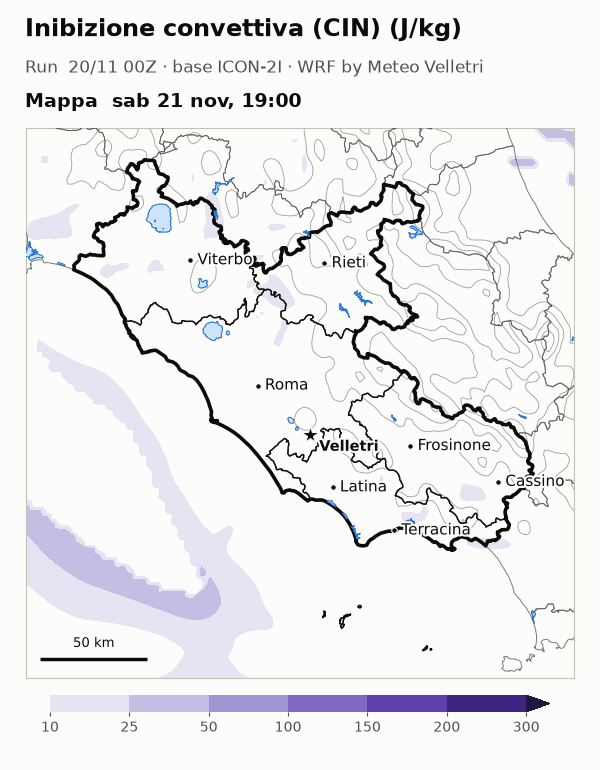 Inibizione convettiva (CIN) (J/kg)
Run  20/11 00Z · base ICON-2I · WRF by Meteo Velletri
Mappa  sab 21 nov, 19:00
Viterbo
Rieti
Roma
Velletri
Frosinone
Cassino
Latina
Terracina
50 km
10 25 50 100 150 200 300